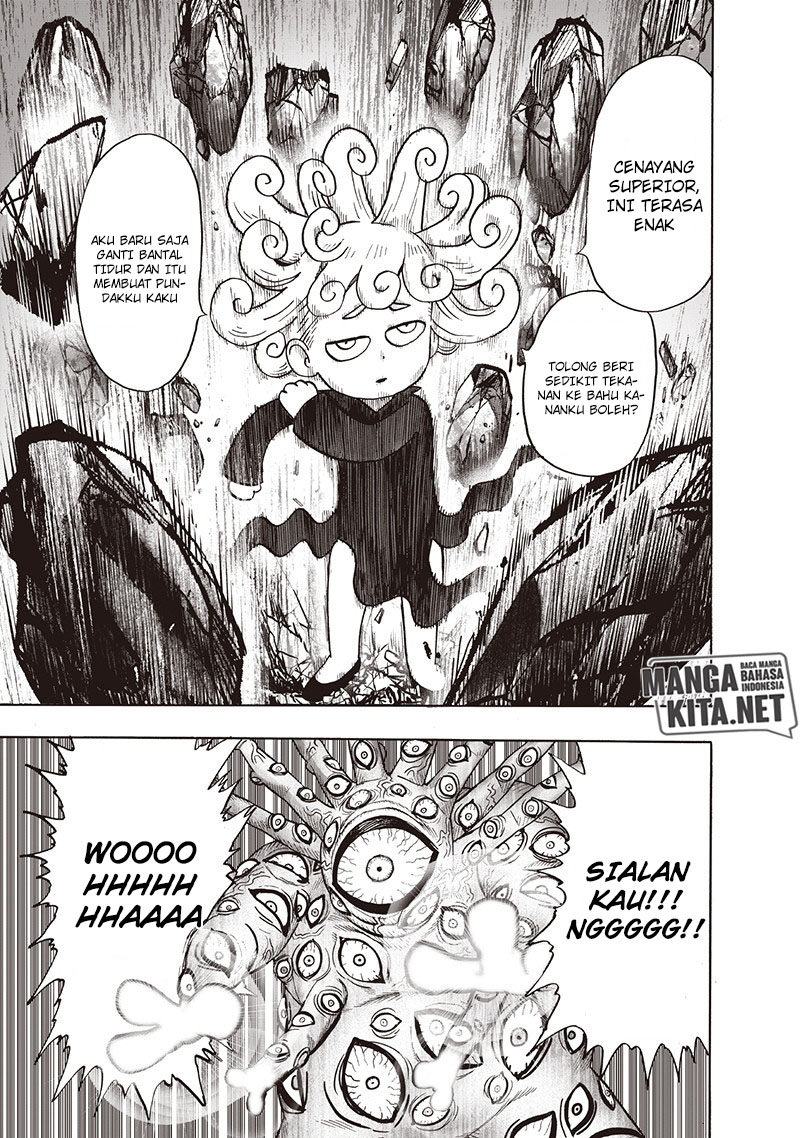 CENAYANG
SUPERIOR,
INI TERASA
ENAK
AKU BARU SAJA
GANTI BANTAL
TIDUR DAN ITU
MEMBUAT PUN-
DAKKU KAKU
TOLONG BERI
SEDIKIT TEKA-
NAN KE BAHU KA-
NANKU BOLEH?
MANGA
KITA.NET
BACA MANGA
BAHASA
INDONESIA
SIALAN
KAU!!!
NGGGGG!!
WOOOO
HHHHH
HHAAAA